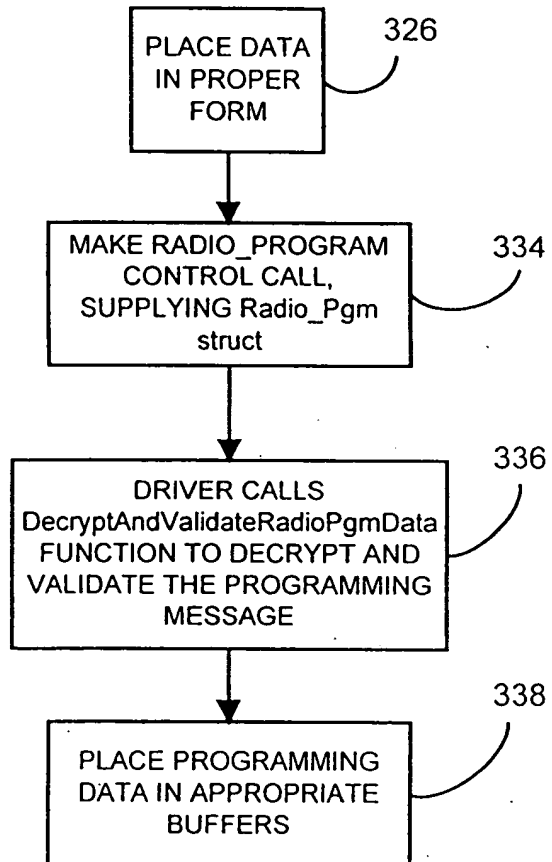 PLACE DATA
IN PROPER
FORM
326
MAKE RADIO_PROGRAM
CONTROL CALL,
SUPPLYING Radio_Pgm
struct
334
DRIVER CALLS
DecryptAndValidateRadioPgmData
FUNCTION TO DECRYPT AND
VALIDATE THE PROGRAMMING
MESSAGE
336
PLACE PROGRAMMING
DATA IN APPROPRIATE
BUFFERS
338